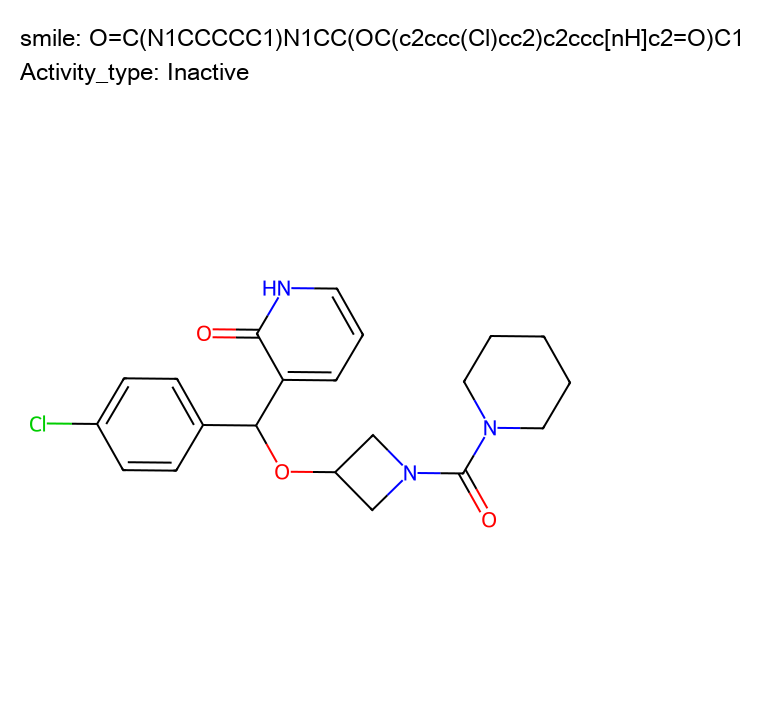 smile: O=C(N1CCCCC1)N1CC(OC(c2ccc(Cl)cc2)c2ccc[nH]c2=O)C1
Activity_type: Inactive
HN
O
Cl
N
O
N
O